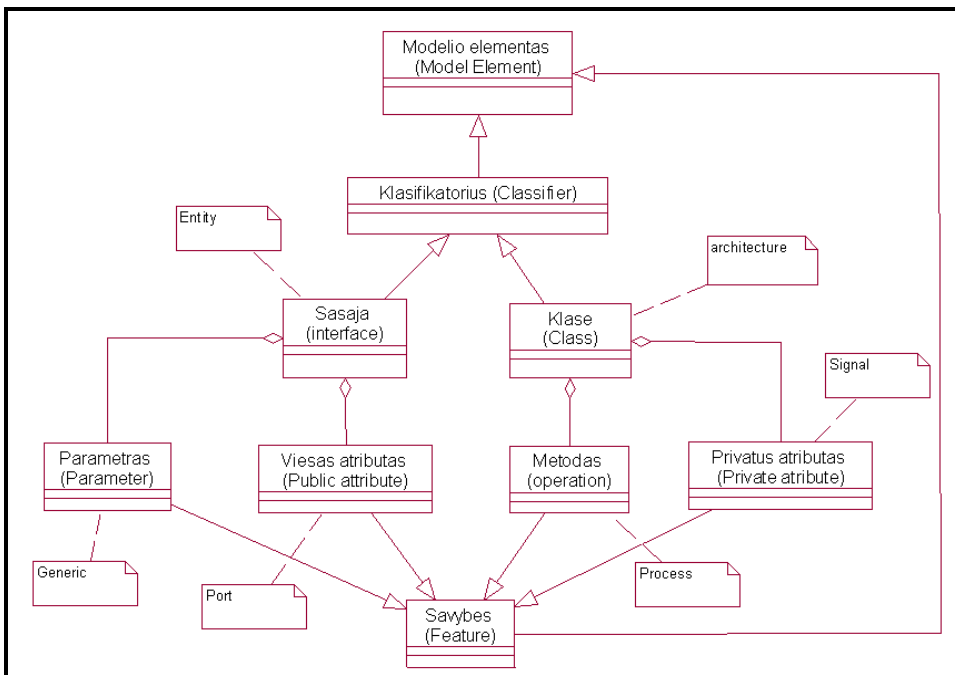 Modelio elementas
(Model Element)
Klasifikatorius (Classifier)
Entity
architecture
Sasaja
(interface)
Klase
(Class)
Signal
Parametras
(Parameter)
Viesas atributas
(Public attribute)
Metodas
(operation)
Privatus atributas
(Private atribute)
Generic
Port
Process
Savybes
(Feature)